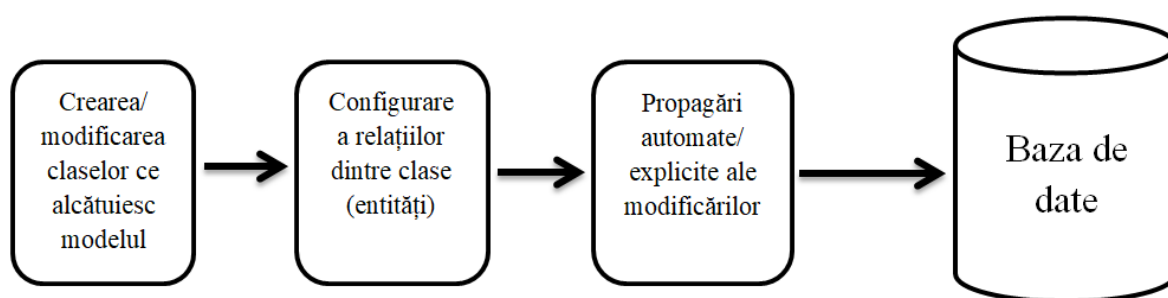 Crearea/
modificarea
claselor ce
alcătuiesc
modelul
Configurare
a relațiilor
dintre clase
(entități)
Propagări
automate/
explicite ale
modificărilor
Baza de
date